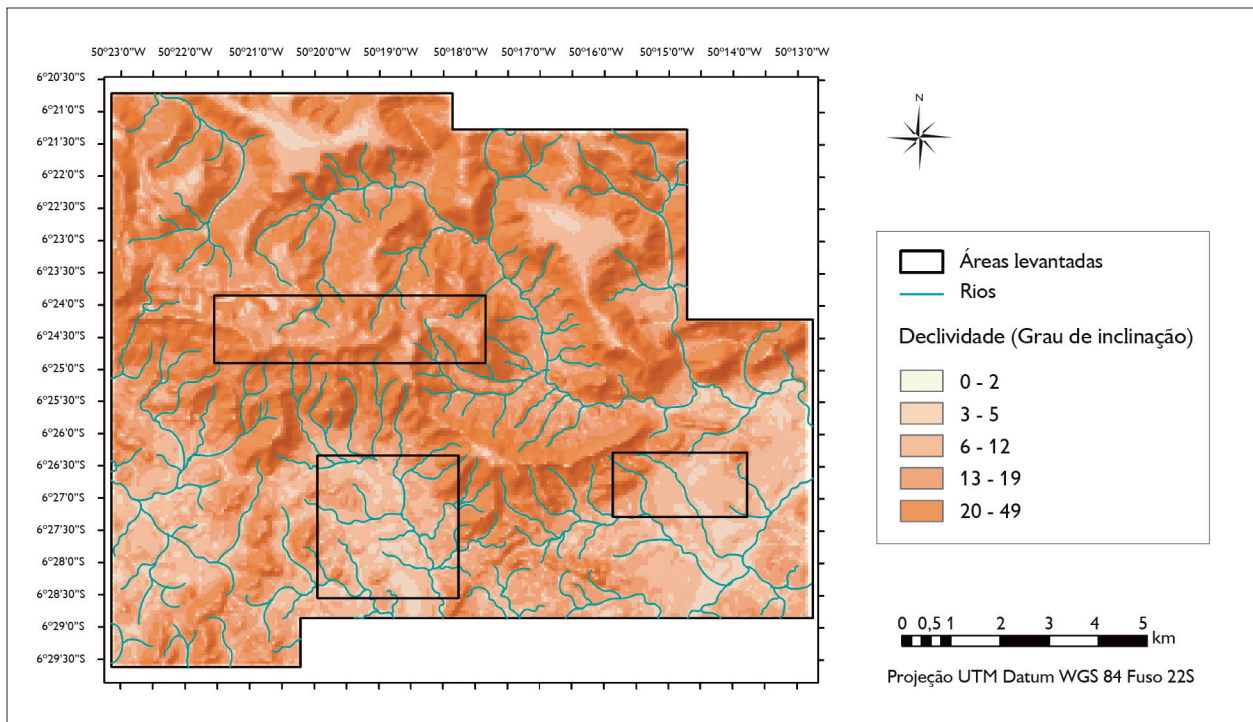 50°23'0"W 50°22'0"W 50°21'0"W 50°20'0"W 50°19'0"W 50°18'0"W 50°17'0"W 50°16'0"W 50°15'0"W 50°14'0"W 50°13'0"W
6°20'30"S
6°21'0"S
6°21'30"S
6°22'0"S
6°22'30"S
6°23'0"S
6°23'30"S
6°24'0"S
6°24'30"S
6°25'0"S
6°25'30"S
6°26'0"S
6°26'30"S
6°27'0"S
6°27'30"S
6°28'0"S
6°28'30"S
6°29'0"S
6°29'30"S
N
Áreas levantadas
Rios
Declividade (Grau de inclinação)
0 - 2
3 - 5
6 - 12
13 - 19
20 - 49
0 0,5 1 2 3 4 5
km
Projeção UTM Datum WGS 84 Fuso 22S